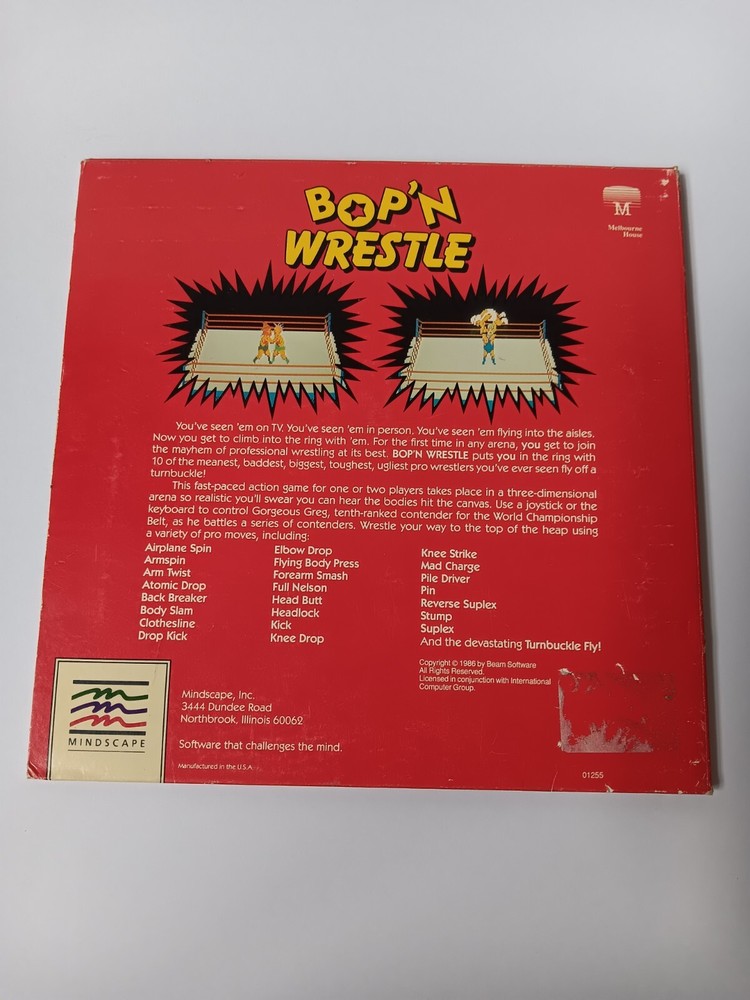 BOP'N
WRESTLE
M
Melbourne
House
You've seen 'em on TV. You've seen 'em in person. You've seen 'em flying into the aisles.
Now you get to climb into the ring with 'em. For the first time in any arena, you get to join
the mayhem of professional wrestling at its best. BOP'N WRESTLE puts you in the ring with
10 of the meanest, baddest, biggest, toughest, ugliest pro wrestlers you've ever seen fly off a
turnbuckle!
This fast-paced action game for one or two players takes place in a three-dimensional
arena so realistic you'll swear you can hear the bodies hit the canvas. Use a joystick or the
keyboard to control Gorgeous Greg, tenth-ranked contender for the World Championship
Belt, as he battles a series of contenders. Wrestle your way to the top of the heap using
a variety of pro moves, including:
Airplane Spin
Armspin
Arm Twist
Atomic Drop
Back Breaker
Body Slam
Clothesline
Drop Kick
Elbow Drop
Flying Body Press
Forearm Smash
Full Nelson
Head Butt
Headlock
Kick
Knee Drop
Knee Strike
Mad Charge
Pile Driver
Pin
Reverse Suplex
Stump
Suplex
And the devastating Turnbuckle Fly!
Copyright © 1986 by Beam Software
All Rights Reserved.
Licensed in conjunction with International
Computer Group.
MINDSCAPE
Mindscape, Inc.
3444 Dundee Road
Northbrook, Illinois 60062
Software that challenges the mind.
Manufactured in the U.S.A.
01255